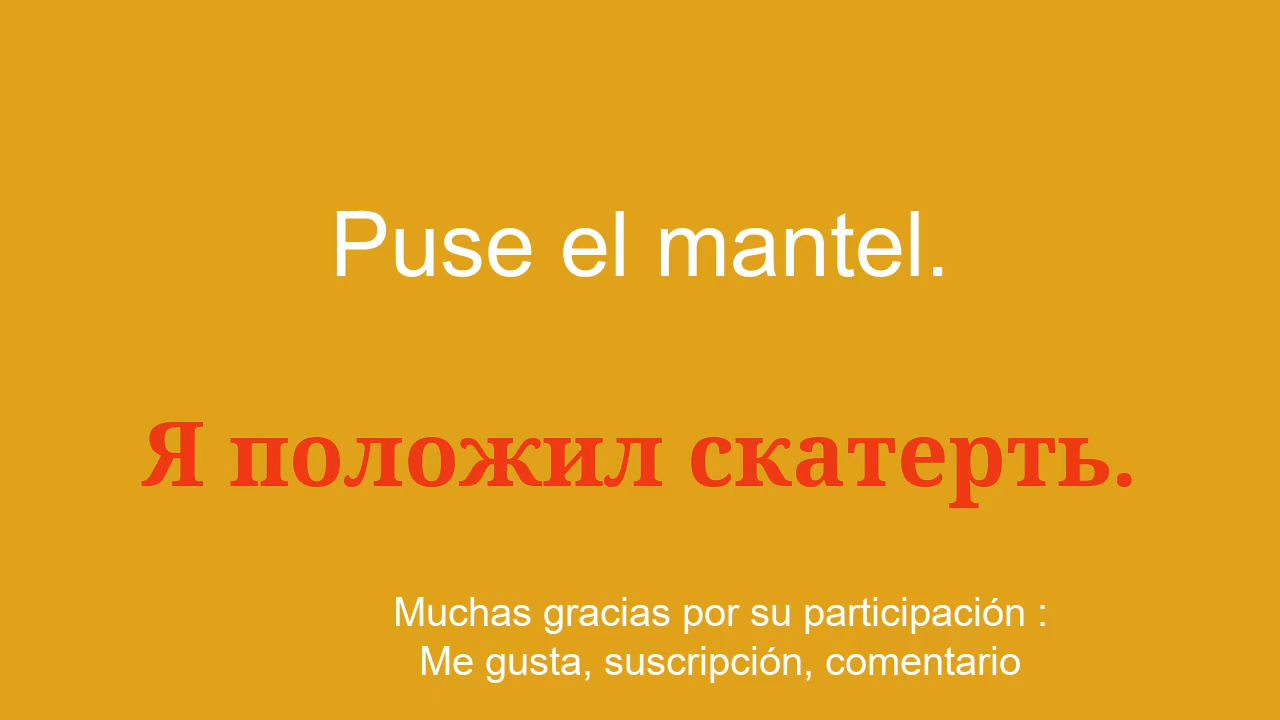 Puse el mantel.
Я положил скатерть.
Muchas gracias por su participación :
Me gusta, suscripción, comentario